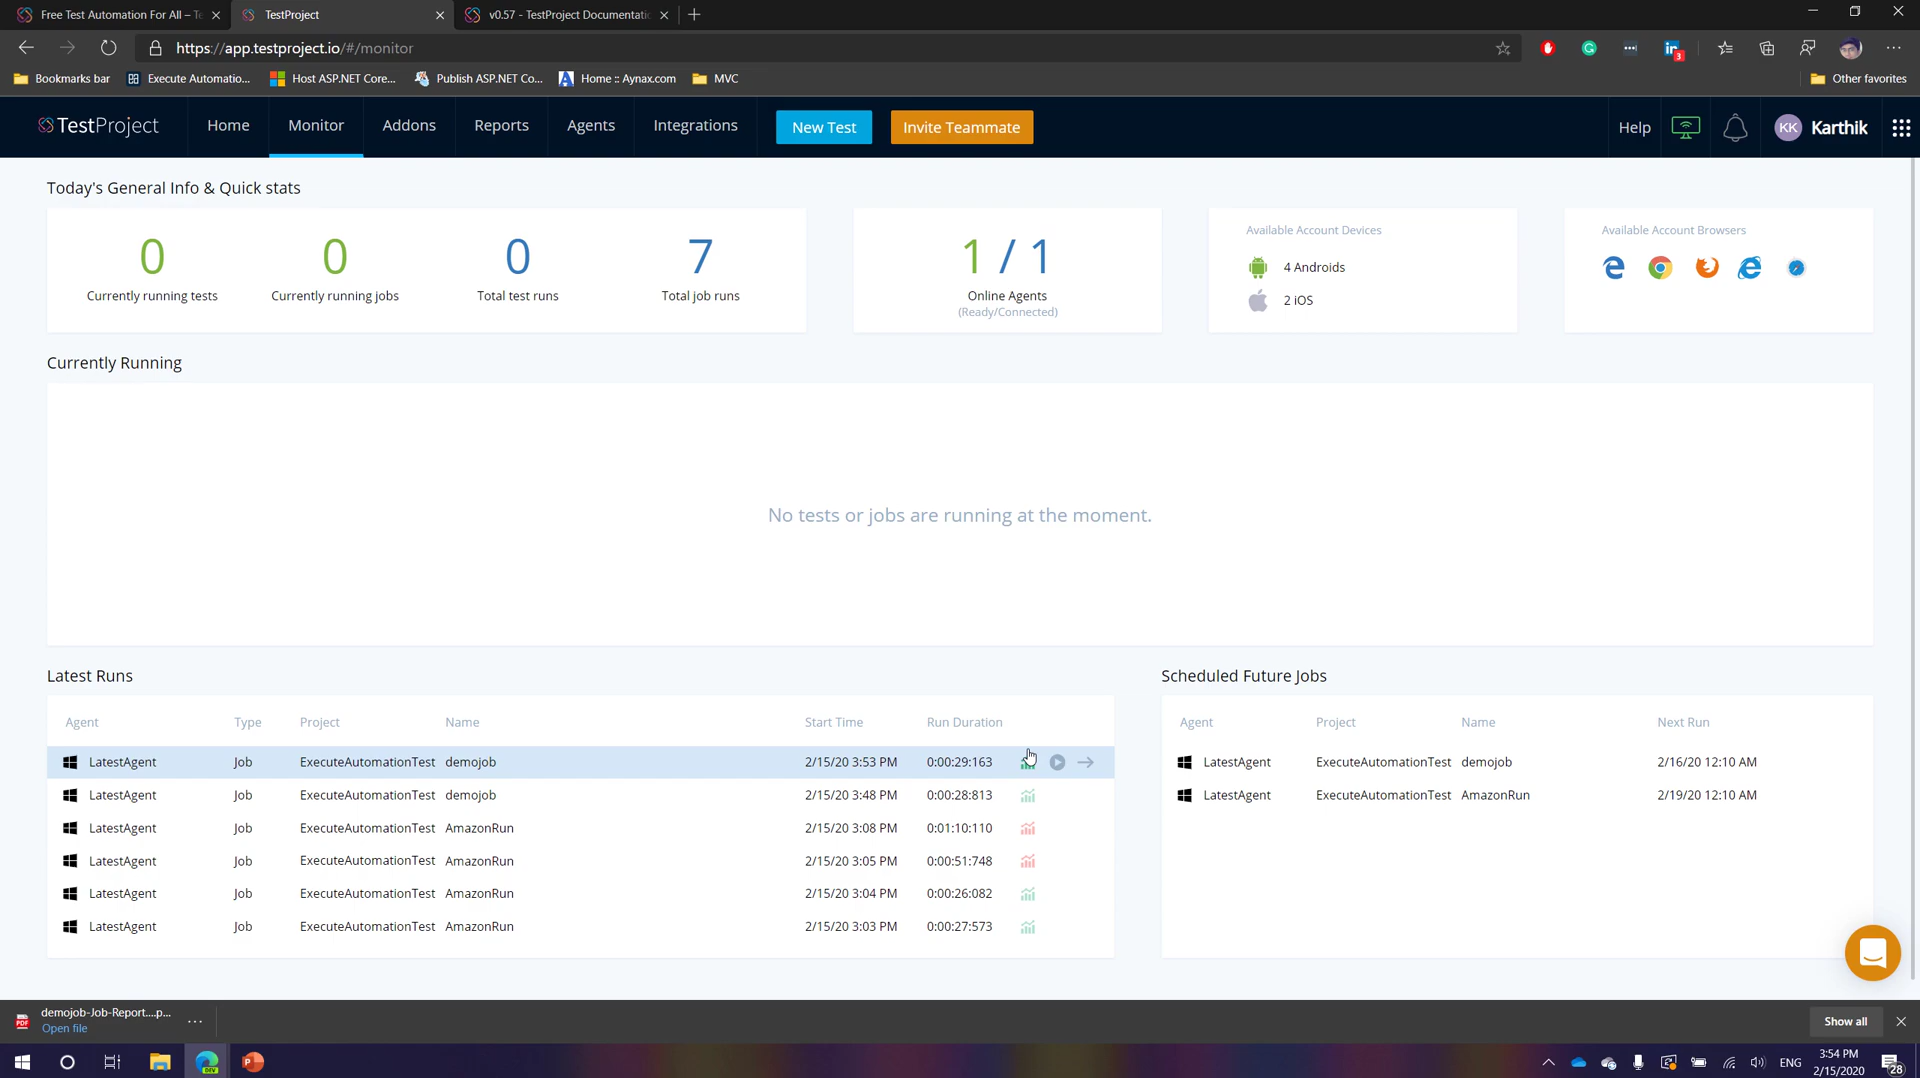 Free Test Automation For All – Te
TestProject
v0.57 - TestProject Documentatio
https://app.testproject.io/#/monitor
3
Bookmarks bar
Execute Automatio...
Host ASP.NET Core...
Publish ASP.NET Co...
Home :: Aynax.com
MVC
Other favorites
TestProject
Home
Monitor
Addons
Reports
Agents
Integrations
New Test
Invite Teammate
Help
KK
Karthik
Today's General Info & Quick stats
0
Currently running tests
0
Currently running jobs
0
Total test runs
7
Total job runs
1 / 1
Online Agents
(Ready/Connected)
Available Account Devices
4 Androids
2 iOS
Available Account Browsers
Currently Running
No tests or jobs are running at the moment.
Latest Runs
Agent Type Project Name Start Time Run Duration
LatestAgent Job ExecuteAutomationTest demojob 2/15/20 3:53 PM 0:00:29:163
LatestAgent Job ExecuteAutomationTest demojob 2/15/20 3:48 PM 0:00:28:813
LatestAgent Job ExecuteAutomationTest AmazonRun 2/15/20 3:08 PM 0:01:10:110
LatestAgent Job ExecuteAutomationTest AmazonRun 2/15/20 3:05 PM 0:00:51:748
LatestAgent Job ExecuteAutomationTest AmazonRun 2/15/20 3:04 PM 0:00:26:082
LatestAgent Job ExecuteAutomationTest AmazonRun 2/15/20 3:03 PM 0:00:27:573
Scheduled Future Jobs
Agent Project Name Next Run
LatestAgent ExecuteAutomationTest demojob 2/16/20 12:10 AM
LatestAgent ExecuteAutomationTest AmazonRun 2/19/20 12:10 AM
PDF
demojob-Job-Report....p...
Open file
Show all
DEV
ENG
3:54 PM
2/15/2020
28